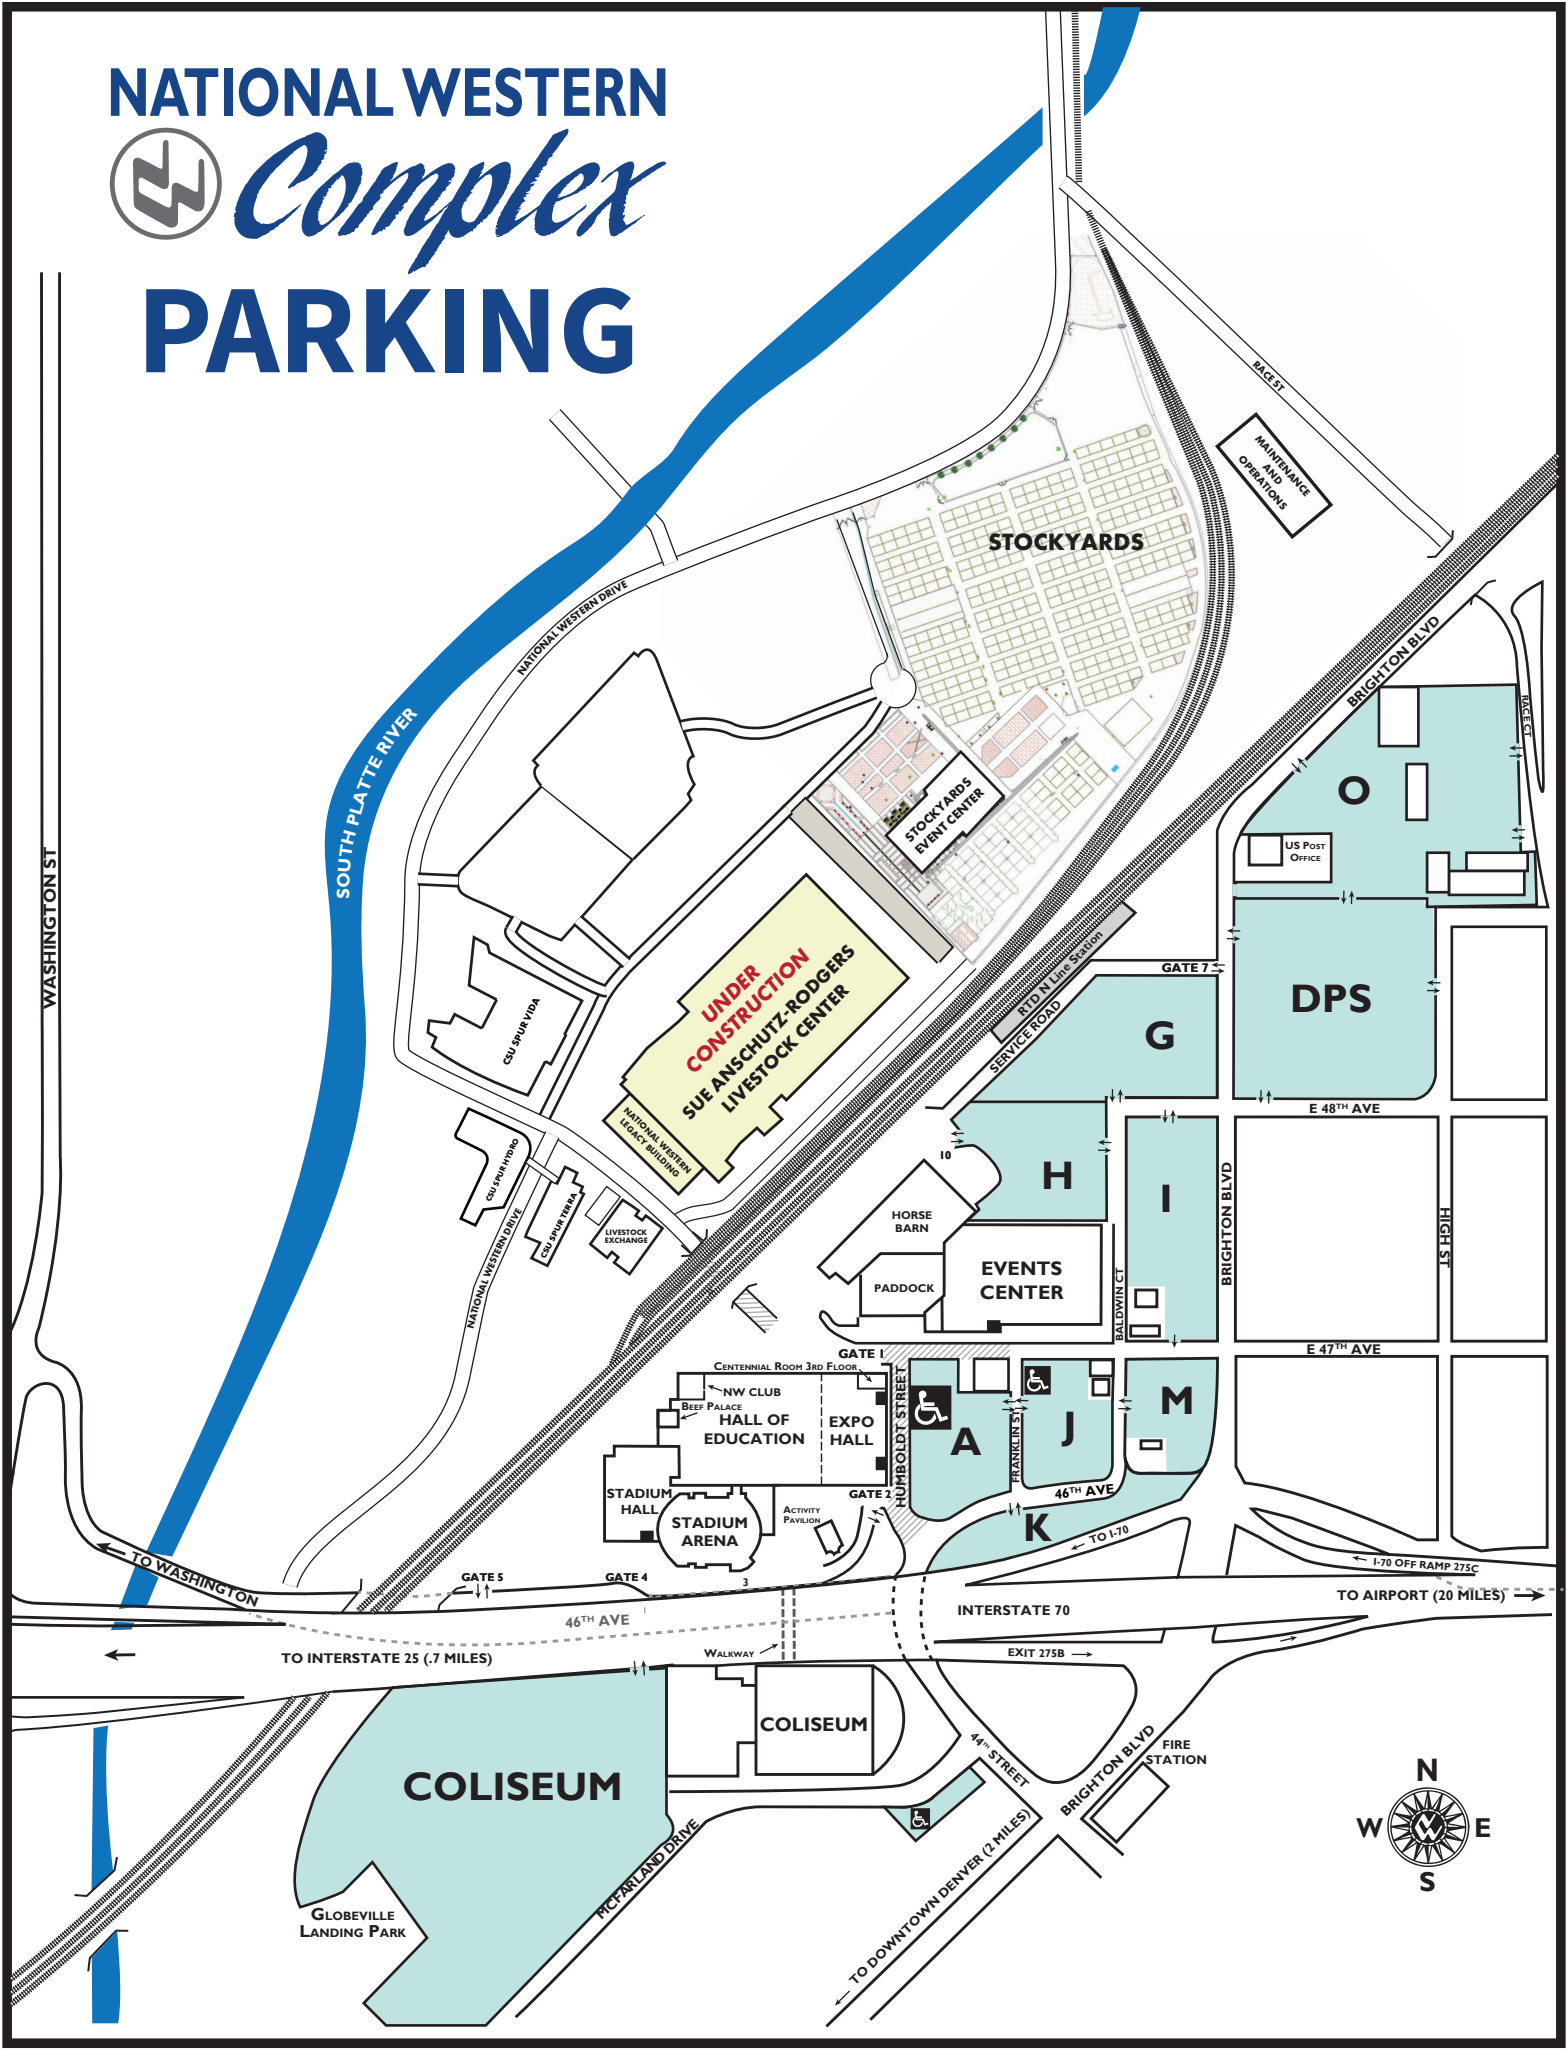 NATIONAL WESTERN
Complex
PARKING
RACE ST
MAINTENANCE
AND
OPERATIONS
STOCKYARDS
NATIONAL WESTERN DRIVE
BRIGHTON BLVD
RACE CT
SOUTH PLATTE RIVER
WASHINGTON ST
O
STOCKYARDS
EVENT CENTER
US POST
OFFICE
UNDER
CONSTRUCTION
SUE ANSCHUTZ-RODGERS
LIVESTOCK CENTER
RTD N Line Station
SERVICE ROAD
GATE 7
DPS
G
CSU SPUR VIDA
NATIONAL WESTERN
LEGACY BUILDING
E 48TH AVE
CSU SPUR HYDRO
CSU SPUR TERRA
LIVESTOCK
EXCHANGE
NATIONAL WESTERN DRIVE
10
H
I
BRIGHTON BLVD
HIGH ST
HORSE
BARN
PADDOCK
EVENTS
CENTER
BALDWIN CT
GATE 1
E 47TH AVE
CENTENNIAL ROOM 3RD FLOOR
NW CLUB
BEEF PALACE
HALL OF
EDUCATION
EXPO
HALL
HUMBOLDT STREET
A
FRANKLIN ST
J
M
STADIUM
HALL
STADIUM
ARENA
ACTIVITY
PAVILION
GATE 2
46TH AVE
K
TO I-70
I-70 OFF RAMP 275C
TO WASHINGTON
GATE 5
GATE 4
3
46TH AVE
INTERSTATE 70
TO AIRPORT (20 MILES)
TO INTERSTATE 25 (.7 MILES)
WALKWAY
EXIT 275B
COLISEUM
COLISEUM
44TH STREET
BRIGHTON BLVD
FIRE
STATION
MCFARLAND DRIVE
GLOBEVILLE
LANDING PARK
TO DOWNTOWN DENVER (2 MILES)
N
W
E
S